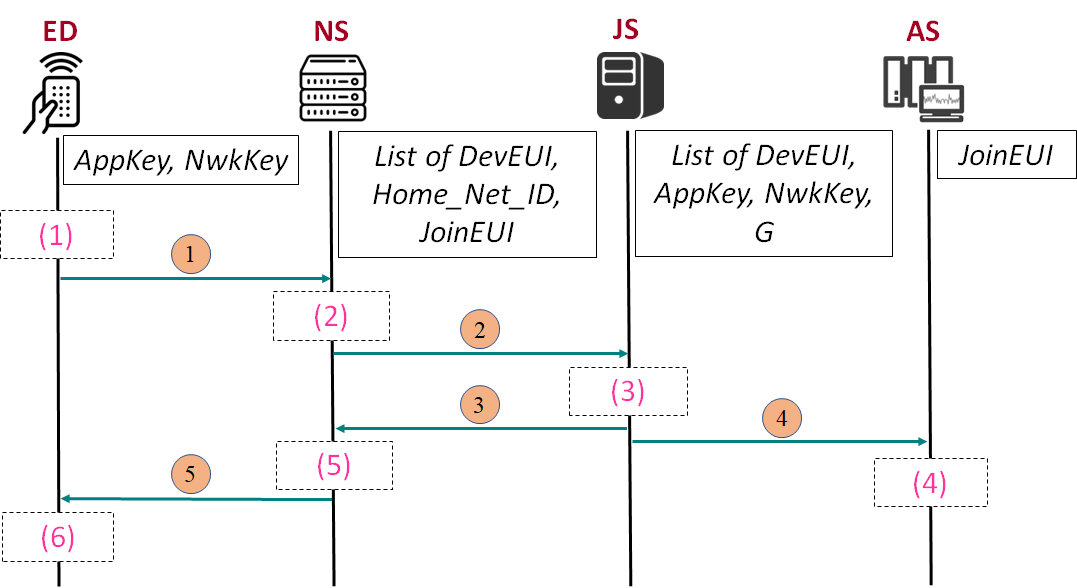 ED
NS
JS
AS
AppKey, NwkKey
List of DevEUI,
Home_Net_ID,
JoinEUI
List of DevEUI,
AppKey, NwkKey,
G
JoinEUI
(1)
1
(2)
2
(3)
3
4
(5)
5
(4)
(6)